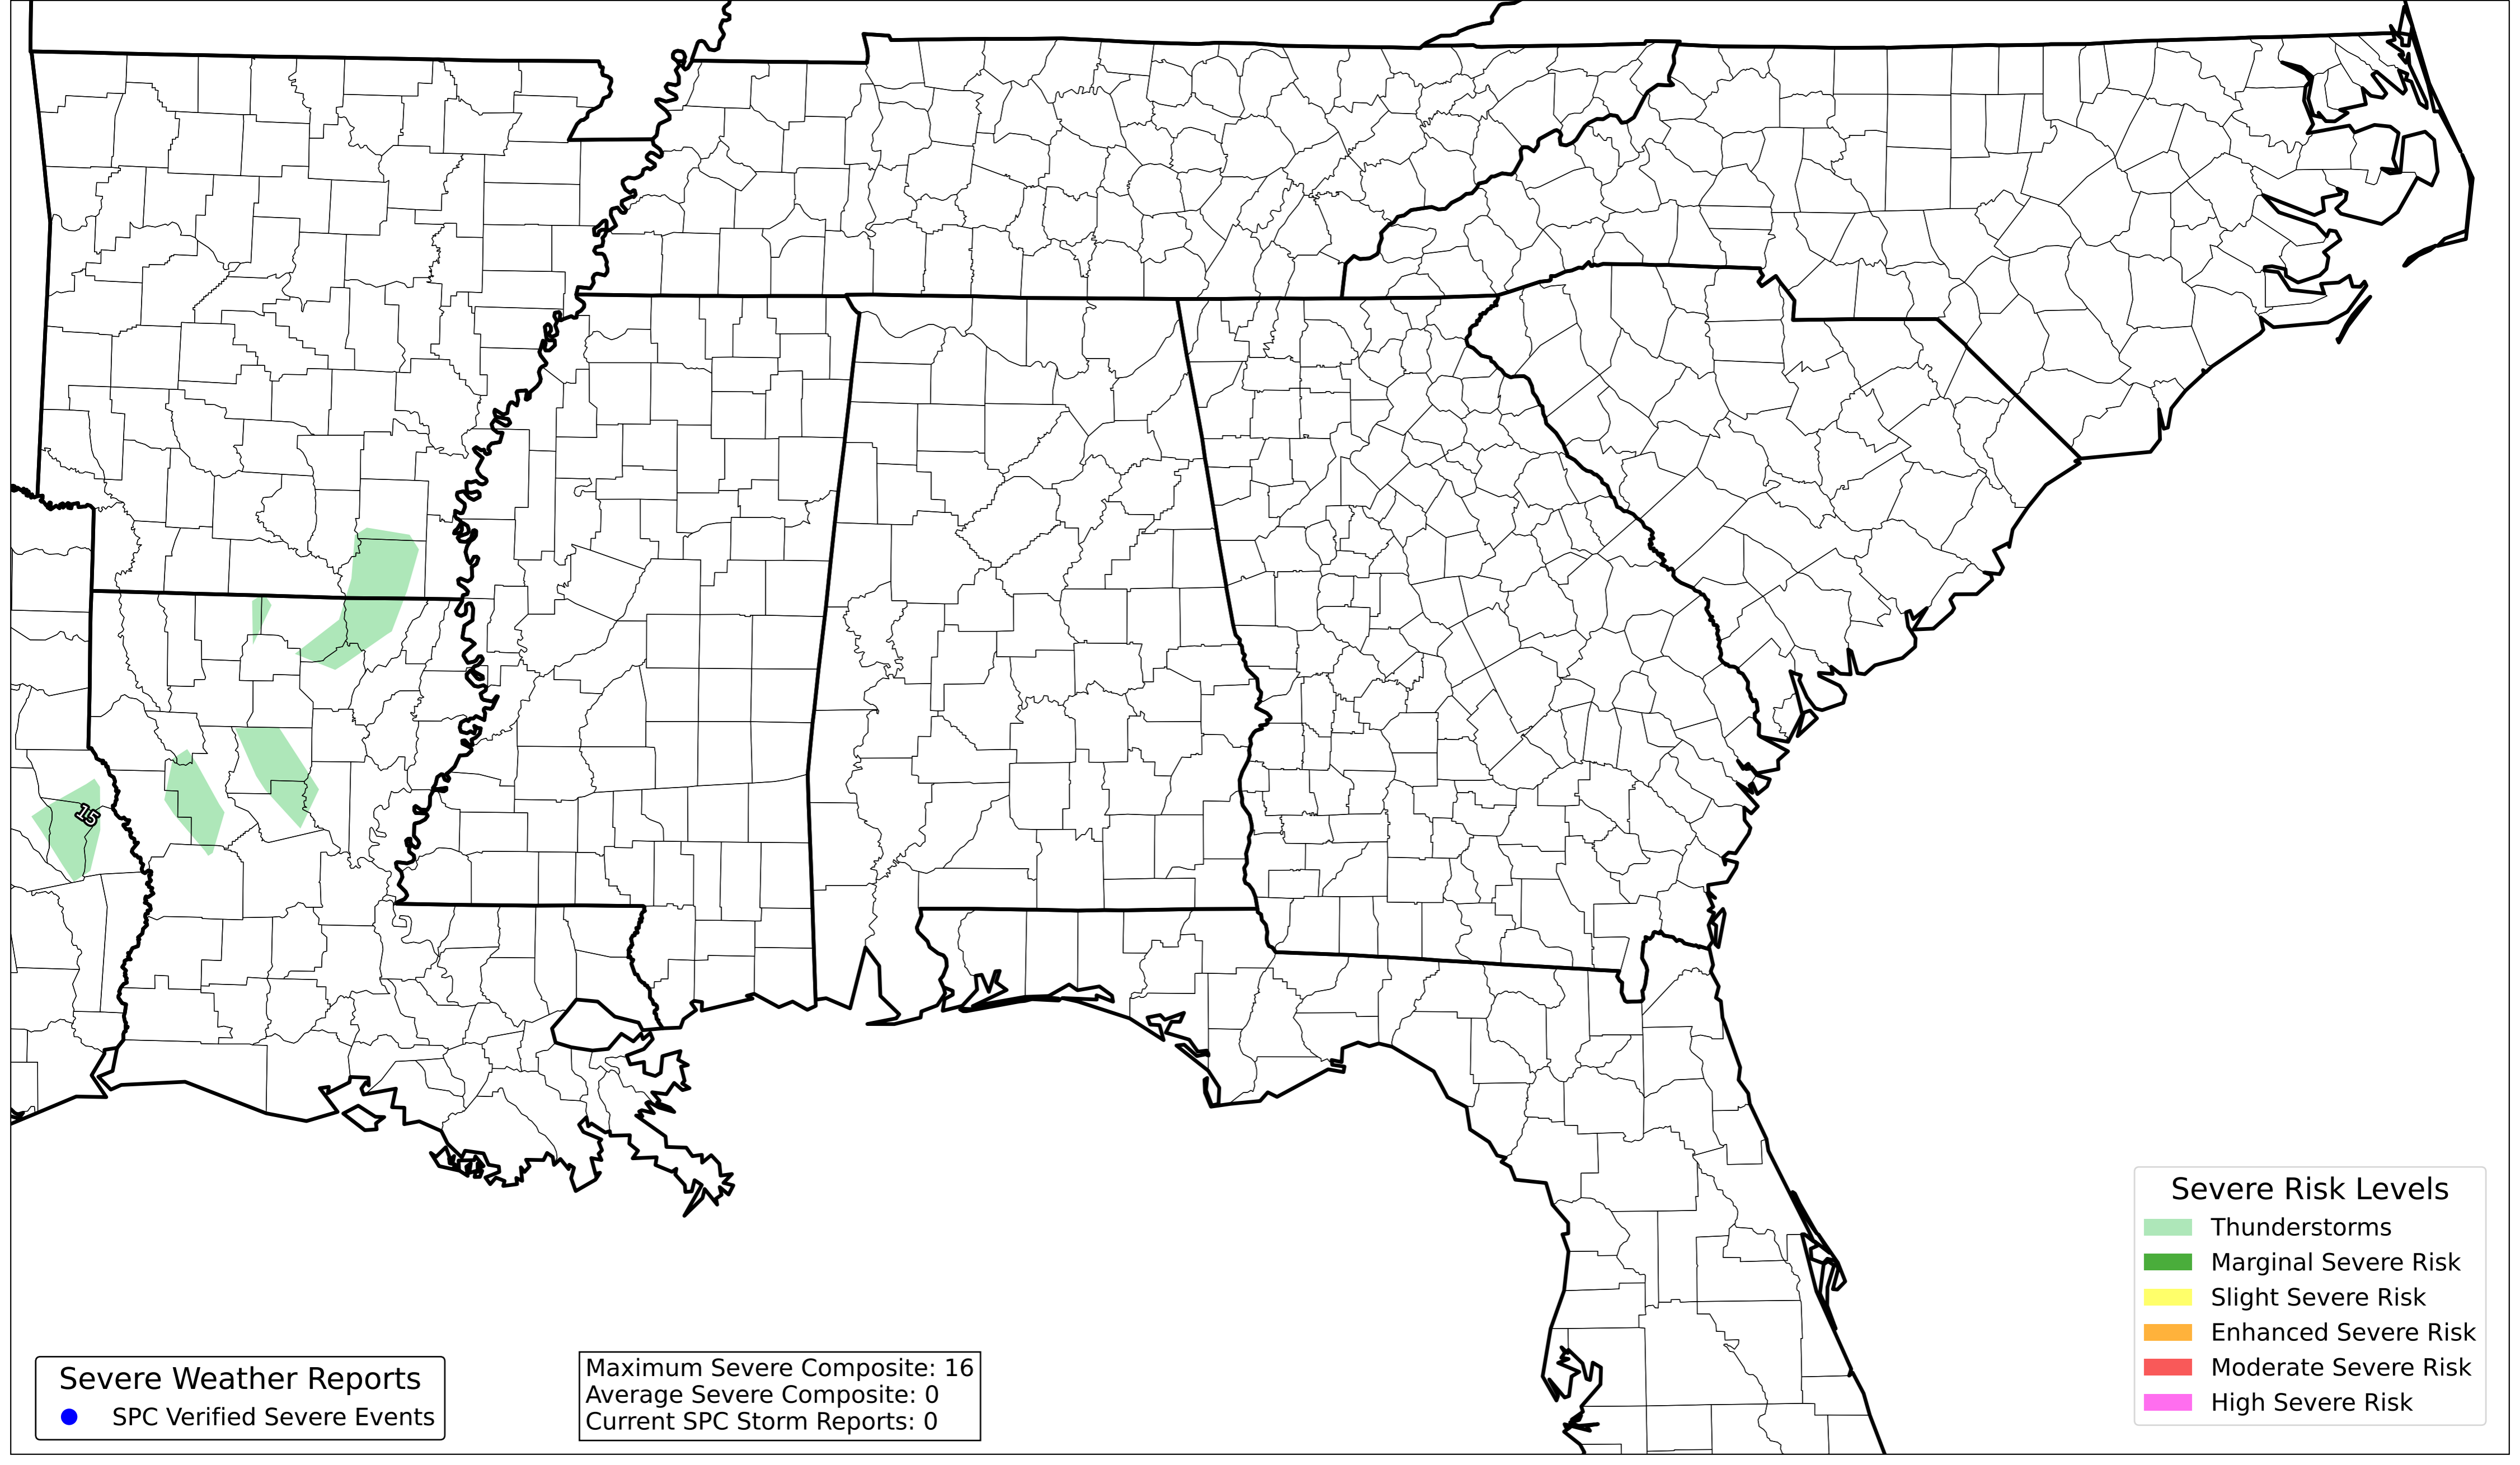 15
Severe Weather Reports
SPC Verified Severe Events
Maximum Severe Composite: 16
Average Severe Composite: 0
Current SPC Storm Reports: 0
Severe Risk Levels
Thunderstorms
Marginal Severe Risk
Slight Severe Risk
Enhanced Severe Risk
Moderate Severe Risk
High Severe Risk